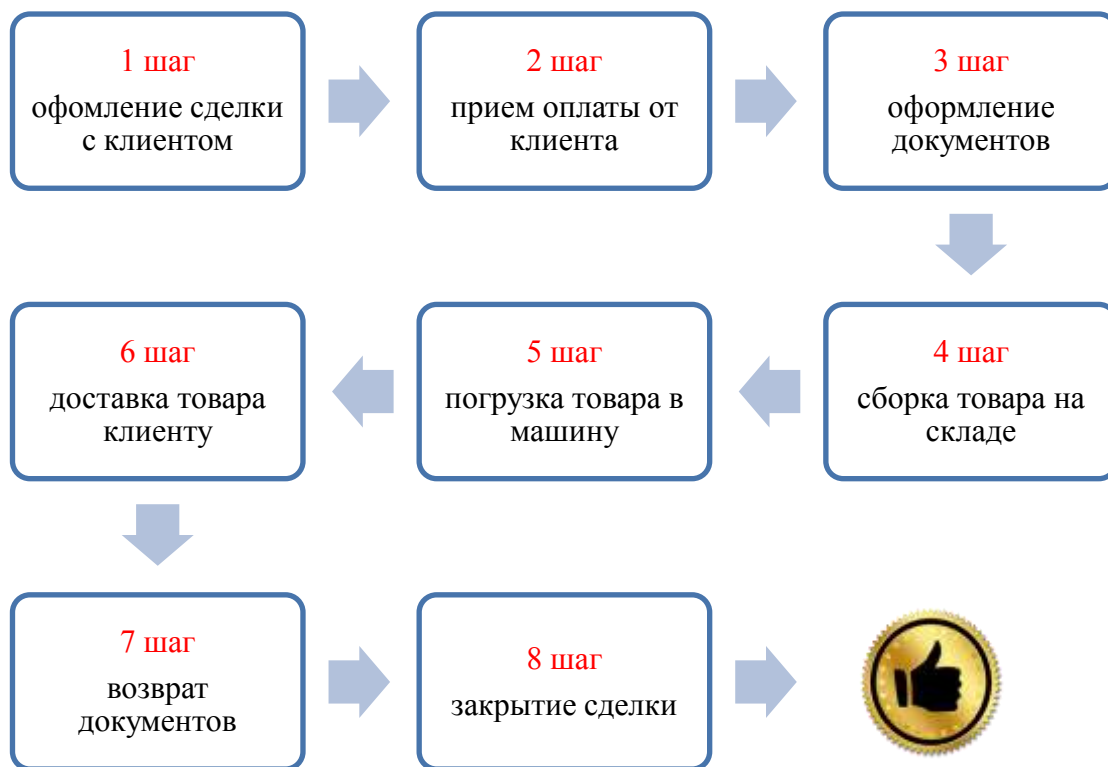 1 шаг
офомление сделки
с клиентом
2 шаг
прием оплаты от
клиента
3 шаг
оформление
документов
4 шаг
сборка товара на
складе
5 шаг
погрузка товара в
машину
6 шаг
доставка товара
клиенту
7 шаг
возврат
документов
8 шаг
закрытие сделки